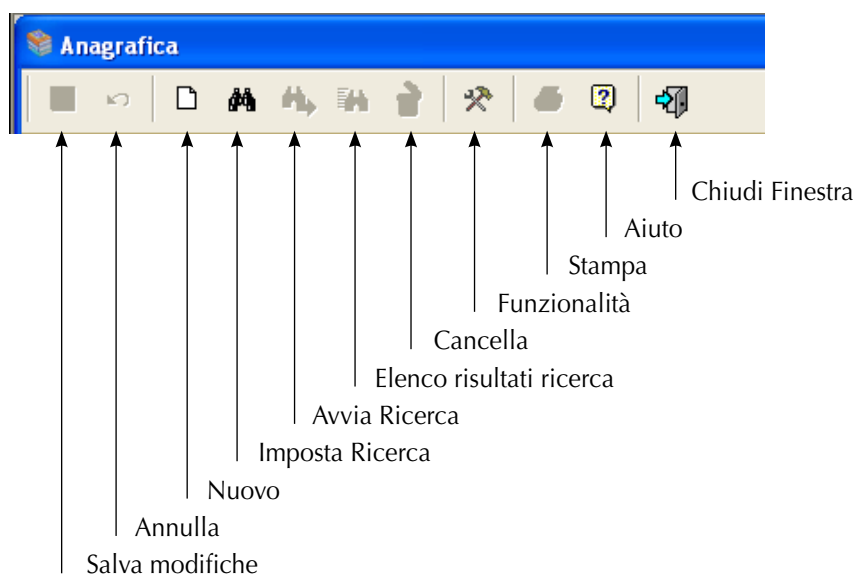 Anagrafica
Chiudi Finestra
Aiuto
Stampa
Funzionalità
Cancella
Elenco risultati ricerca
Avvia Ricerca
Imposta Ricerca
Nuovo
Annulla
Salva modifiche